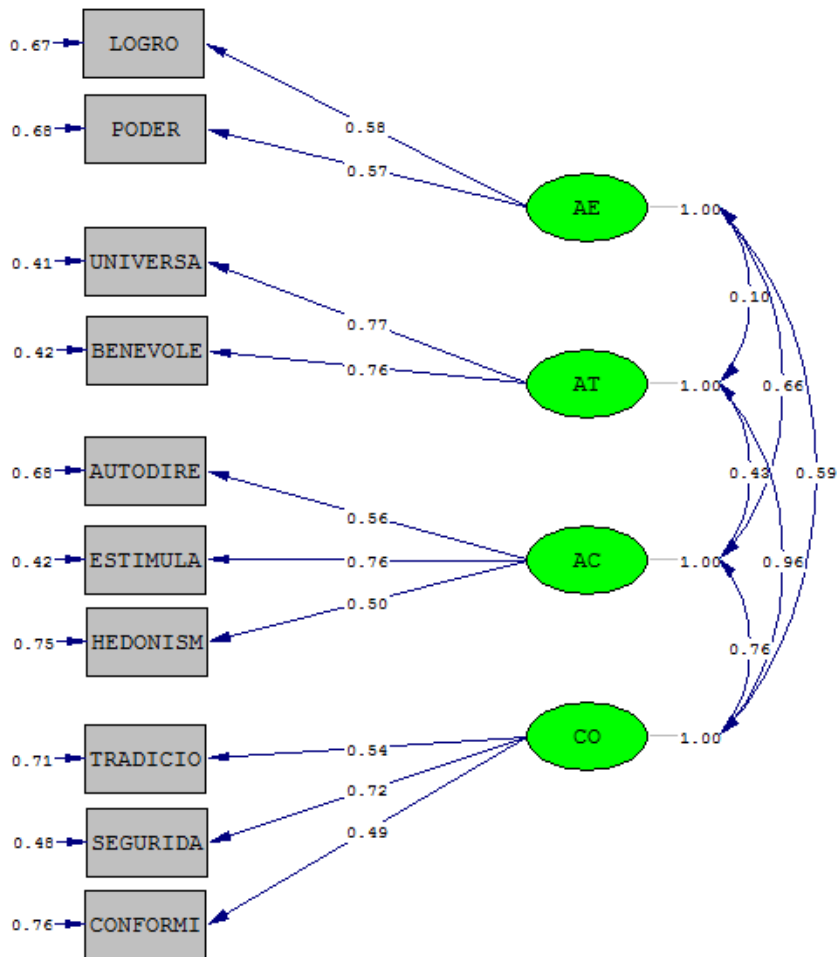 0.67 LOGRO
0.58
0.68 PODER
0.57
AE 1.00
0.41 UNIVERSA
0.10
0.77
0.42 BENEVOLE
0.76
AT 1.00 0.66
0.68 AUTODIRE
0.43 0.59
0.56
0.42 ESTIMULA 0.76 AC 1.00 0.96
0.50
0.75 HEDONISM
0.76
CO 1.00
0.71 TRADICIO 0.54
0.72
0.48 SEGURIDA
0.49
0.76 CONFORMI